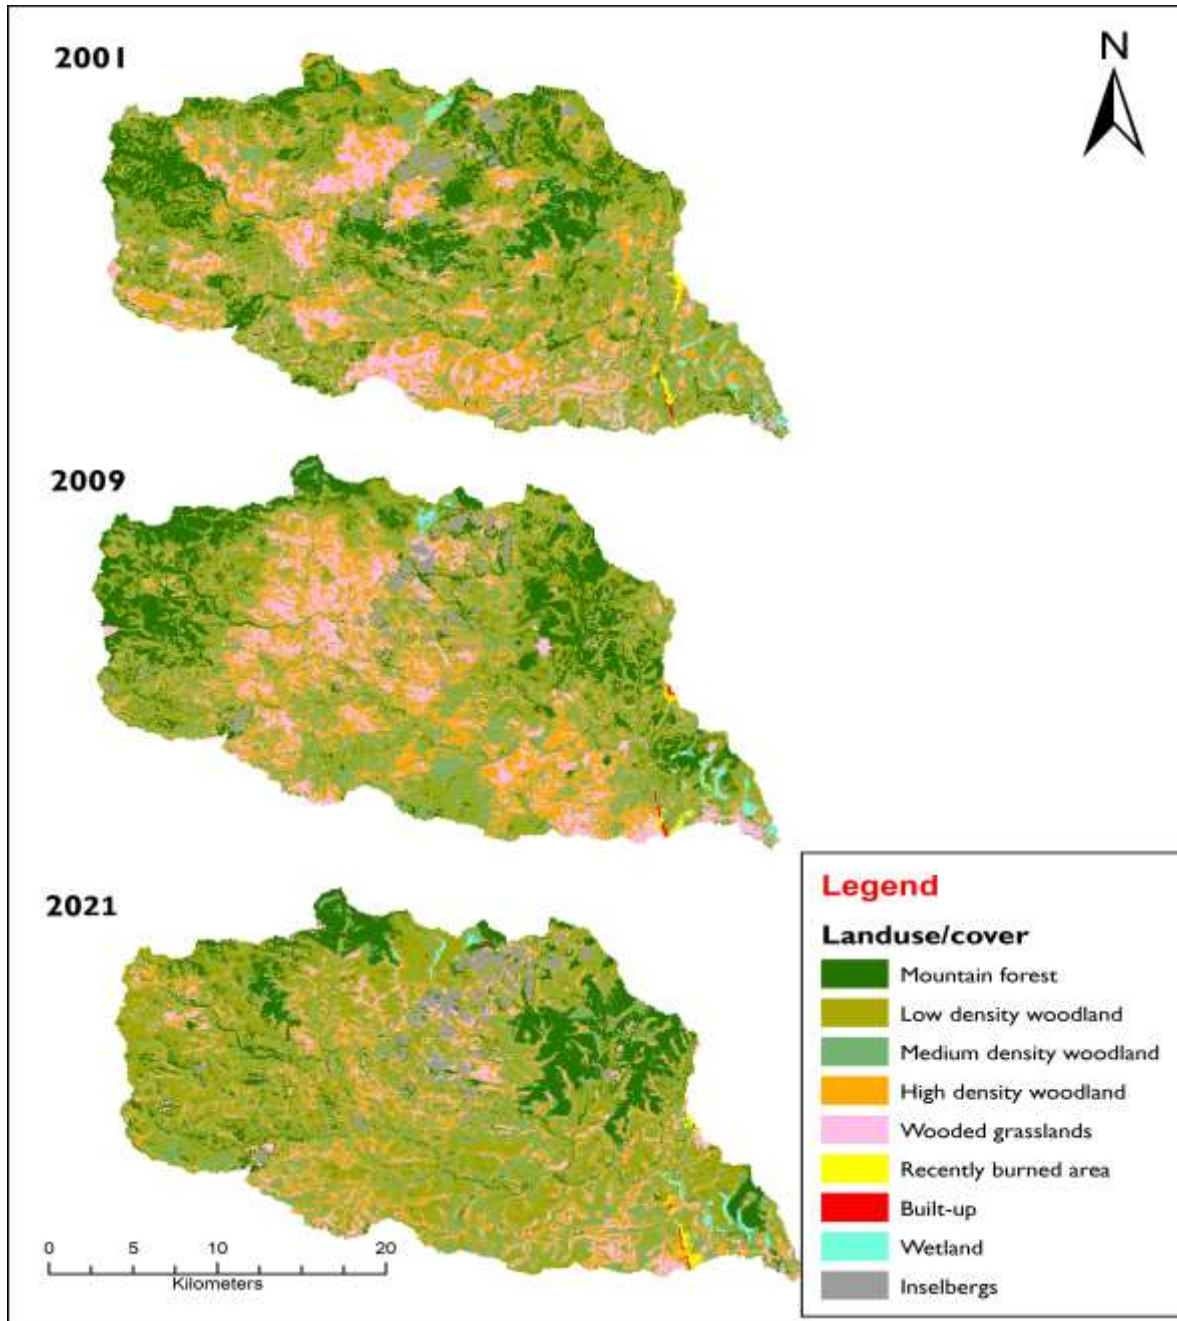 2001
N
2009
2021
Legend
Landuse/cover
Mountain forest
Low density woodland
Medium density woodland
High density woodland
Wooded grasslands
Recently burned area
Built-up
Wetland
Inselbergs
0 5 10 20
Kilometers